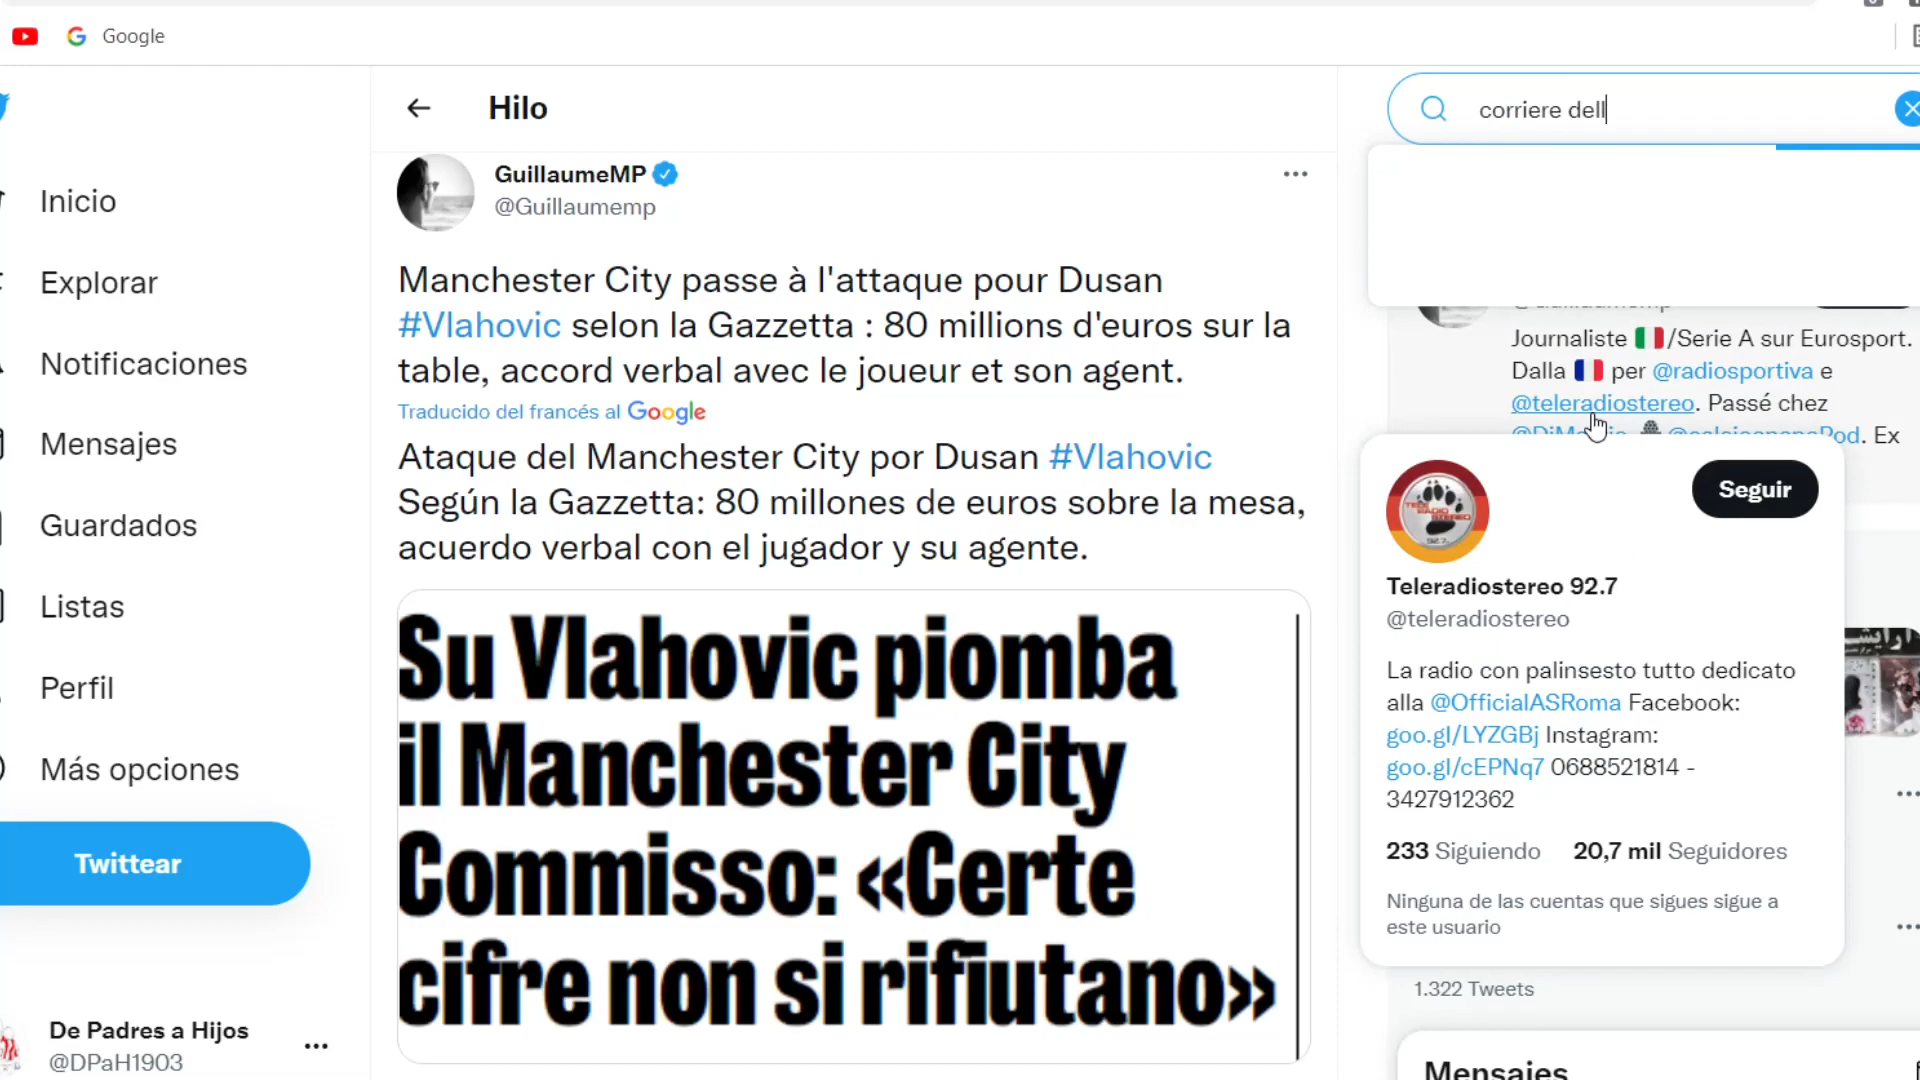 Google
Inicio
Explorar
Notificaciones
Mensajes
Guardados
Listas
Perfil
Más opciones
Twittear
De Padres a Hijos
@DPaH1903
Hilo
GuillaumeMP
@Guillaumemp
Manchester City passe à l'attaque pour Dusan
#Vlahovic selon la Gazzetta : 80 millions d'euros sur la
table, accord verbal avec le joueur et son agent.
Traducido del francés al Google
Ataque del Manchester City por Dusan #Vlahovic
Según la Gazzetta: 80 millones de euros sobre la mesa,
acuerdo verbal con el jugador y su agente.
Su Vlahovic piomba
il Manchester City
Commisso: «Certe
cifre non si rifiutano»
corriere dell
Journaliste /Serie A sur Eurosport.
Dalla per @radiosportiva e
@teleradiostereo. Passé chez
. Ex
Seguir
TELE RADIO STEREO
92.7
Teleradiostereo 92.7
@teleradiostereo
La radio con palinsesto tutto dedicato
alla @OfficialASRoma Facebook:
goo.gl/LYZGBj Instagram:
goo.gl/cEPNq7 0688521814 -
3427912362
233 Siguiendo 20,7 mil Seguidores
Ninguna de las cuentas que sigues sigue a
este usuario
1.322 Tweets
Mensajes